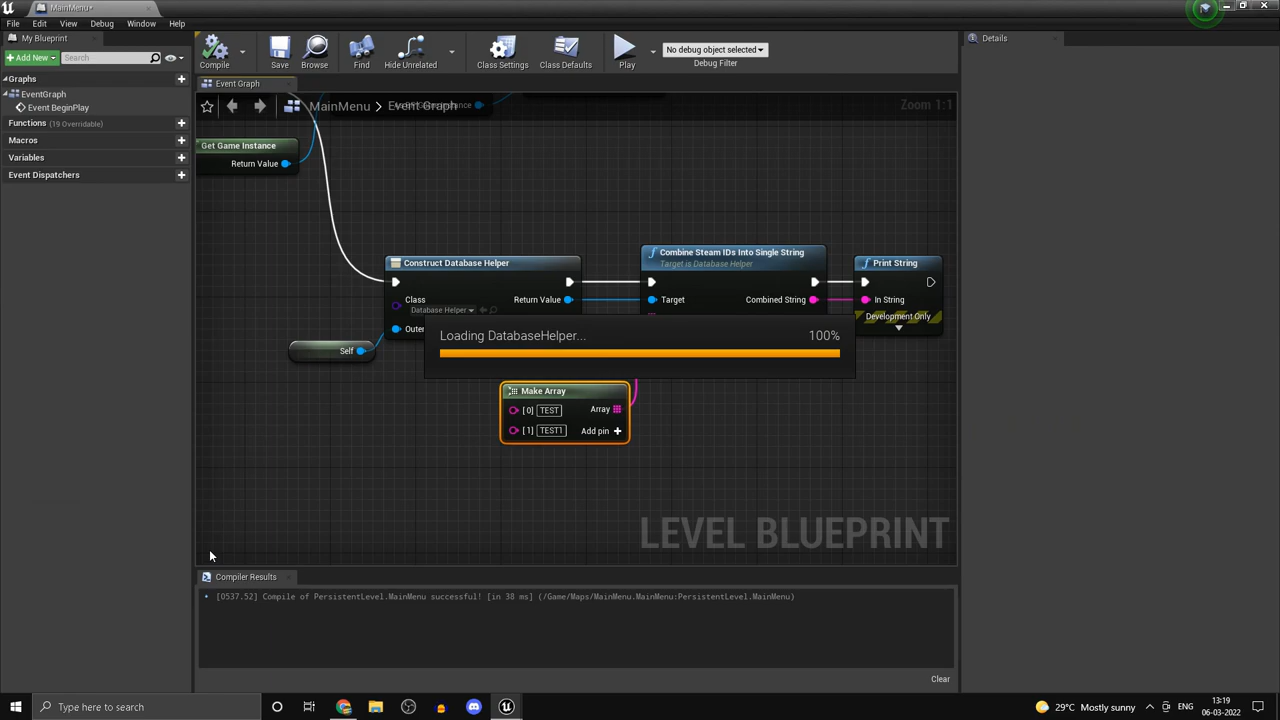 MainMenu*
File Edit View Debug Window Help
My Blueprint
Add New Search
Graphs
EventGraph
Event BeginPlay
Functions (19 Overridable)
Macros
Variables
Event Dispatchers
Compile Save Browse Find Hide Unrelated Class Settings Class Defaults Play
No debug object selected
Debug Filter
Event Graph
MainMenu > Event Graph
Zoom 1:1
Get Game Instance
Return Value
Construct Database Helper
Class
Database Helper
Return Value
Outer
Self
Combine Steam IDs Into Single String
Target is Database Helper
Target Combined String
Print String
In String
Development Only
Loading DatabaseHelper... 100%
Make Array
[0] TEST Array
[1] TEST1 Add pin
LEVEL BLUEPRINT
Compiler Results
[0537.52] Compile of PersistentLevel.MainMenu successful! [in 38 ms] (/Game/Maps/MainMenu.MainMenu:PersistentLevel.MainMenu)
Clear
Details
Type here to search
29°C Mostly sunny
ENG
13:19
06-03-2022